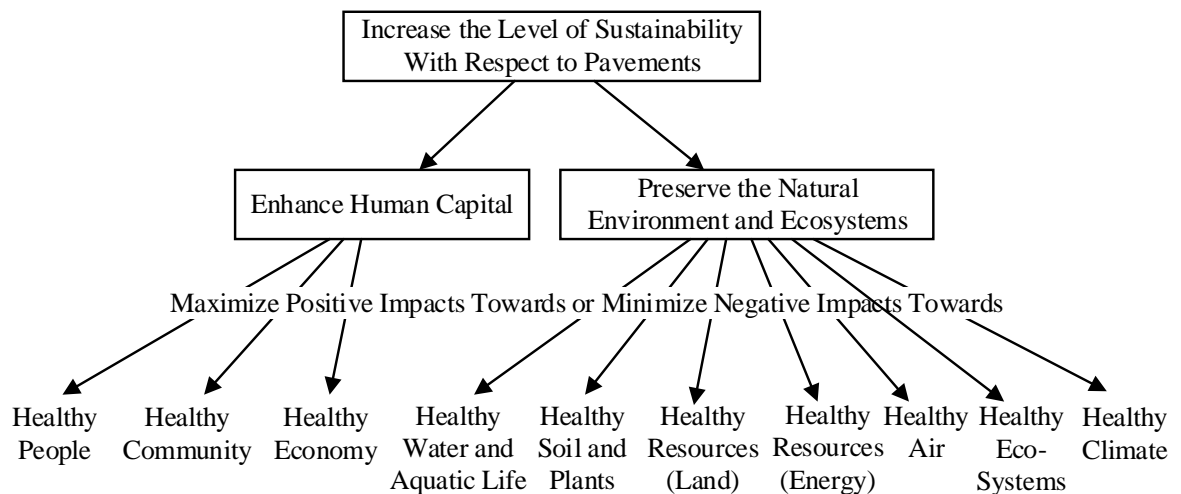 Increase the Level of Sustainability
With Respect to Pavements
Enhance Human Capital
Preserve the Natural
Environment and Ecosystems
Maximize Positive Impacts Towards or Minimize Negative Impacts Towards
Healthy
People
Healthy
Community
Healthy
Economy
Healthy
Water and
Aquatic Life
Healthy
Soil and
Plants
Healthy
Resources
(Land)
Healthy
Resources
(Energy)
Healthy
Air
Healthy
Eco-
Systems
Healthy
Climate